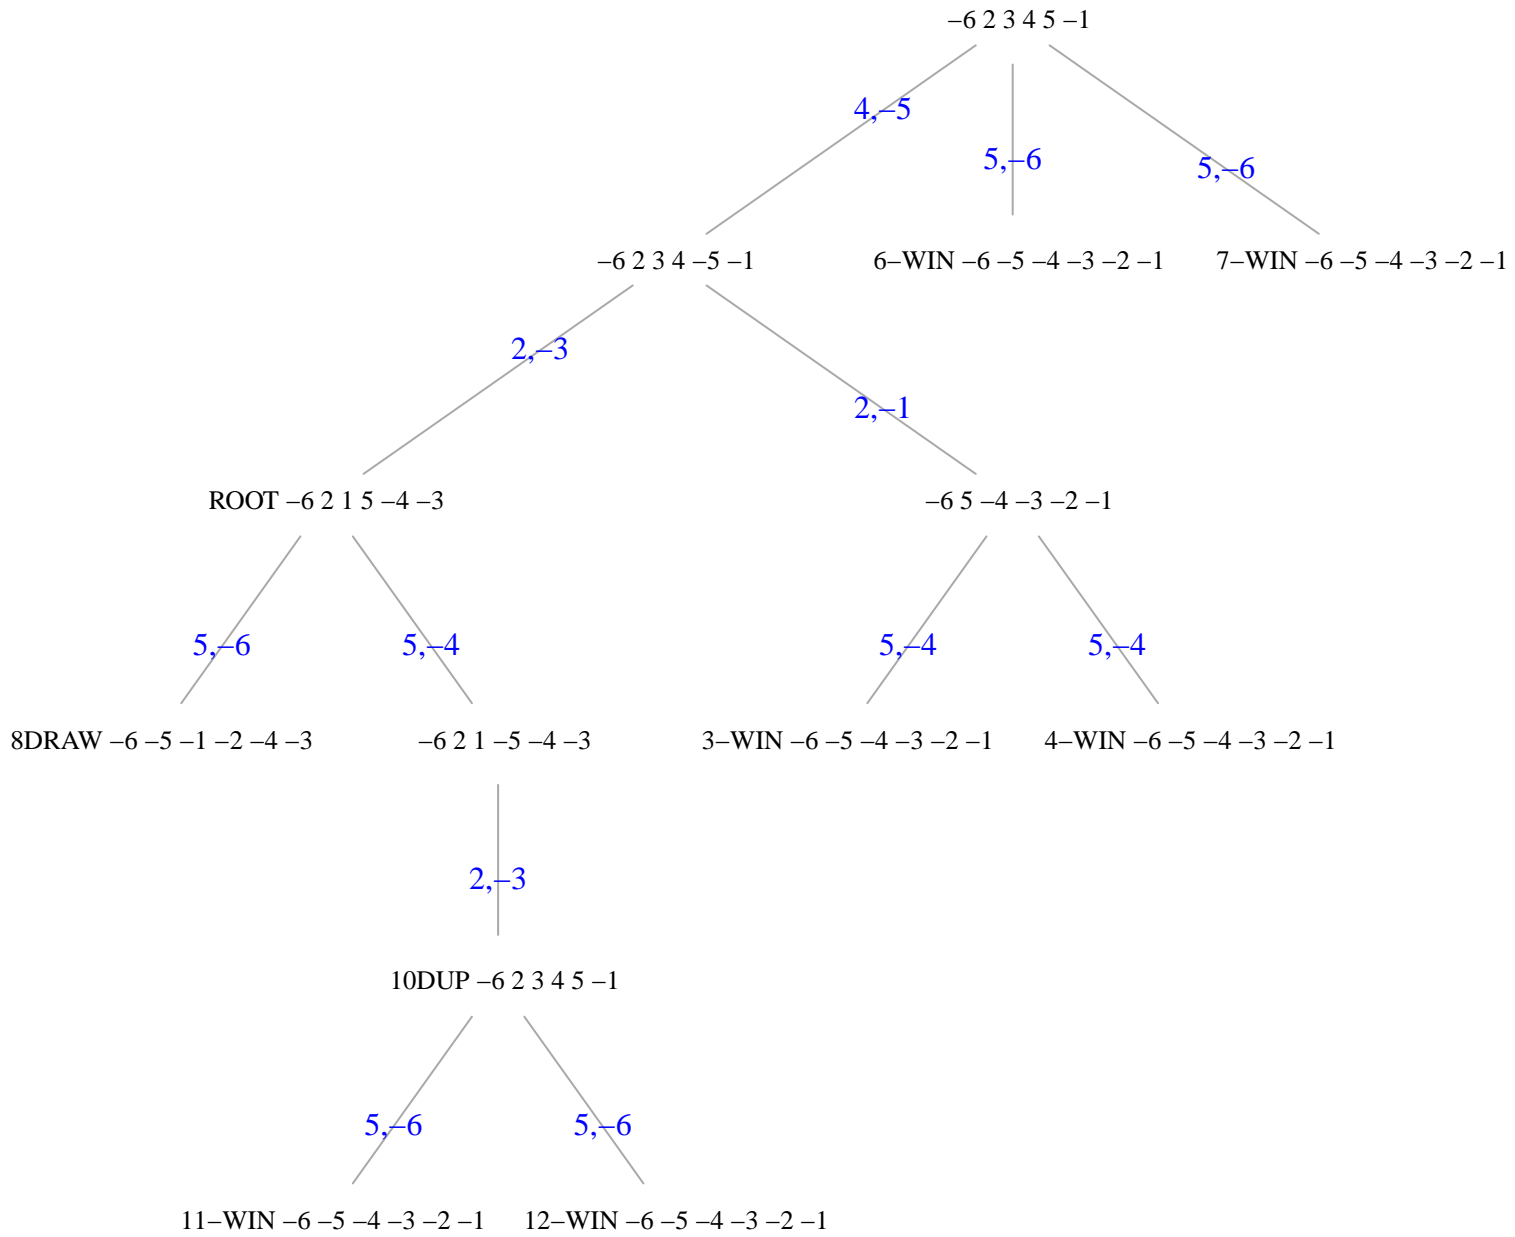 −6 2 3 4 5 −1
4,−5
5,−6
5,−6
−6 2 3 4 −5 −1
6−WIN −6 −5 −4 −3 −2 −1
7−WIN −6 −5 −4 −3 −2 −1
2,−3
2,−1
ROOT −6 2 1 5 −4 −3
−6 5 −4 −3 −2 −1
5,−6
5,−4
5,−4
5,−4
8DRAW −6 −5 −1 −2 −4 −3
−6 2 1 −5 −4 −3
3−WIN −6 −5 −4 −3 −2 −1
4−WIN −6 −5 −4 −3 −2 −1
2,−3
10DUP −6 2 3 4 5 −1
5,−6
5,−6
11−WIN −6 −5 −4 −3 −2 −1
12−WIN −6 −5 −4 −3 −2 −1